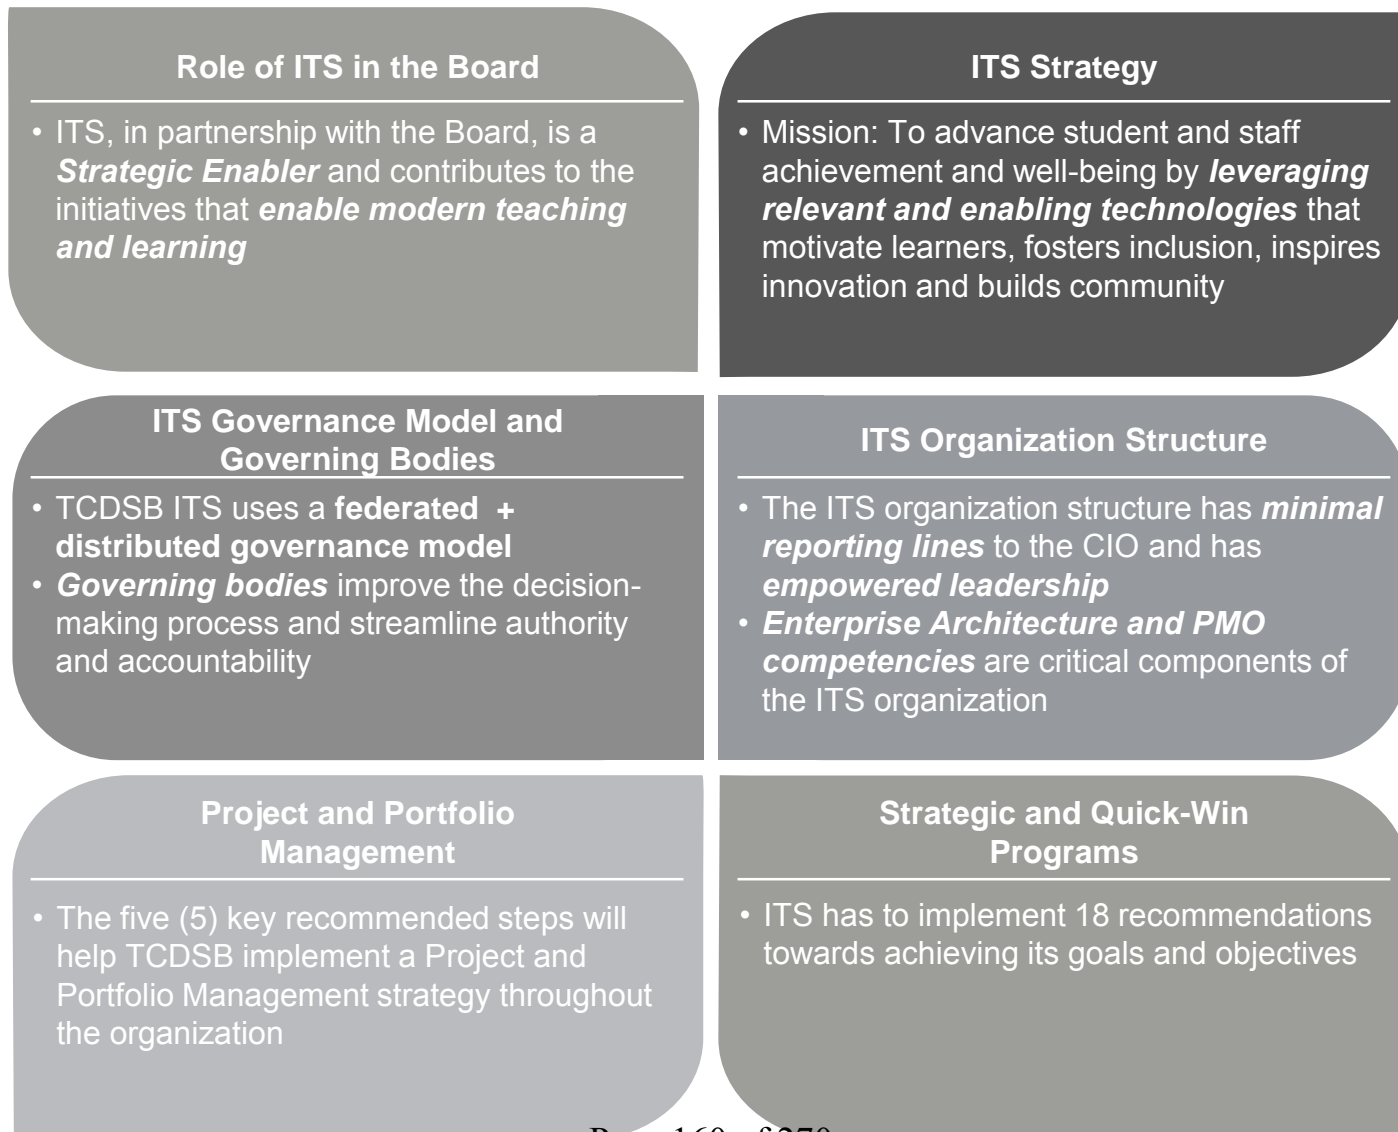 Role of ITS in the Board
• ITS, in partnership with the Board, is a
Strategic Enabler and contributes to the
initiatives that enable modern teaching
and learning
ITS Strategy
• Mission: To advance student and staff
achievement and well-being by leveraging
relevant and enabling technologies that
motivate learners, fosters inclusion, inspires
innovation and builds community
ITS Governance Model and
Governing Bodies
• TCDSB ITS uses a federated +
distributed governance model
• Governing bodies improve the decision-
making process and streamline authority
and accountability
ITS Organization Structure
• The ITS organization structure has minimal
reporting lines to the CIO and has
empowered leadership
• Enterprise Architecture and PMO
competencies are critical components of
the ITS organization
Project and Portfolio
Management
• The five (5) key recommended steps will
help TCDSB implement a Project and
Portfolio Management strategy throughout
the organization
Strategic and Quick-Win
Programs
• ITS has to implement 18 recommendations
towards achieving its goals and objectives
Page 160 of 270